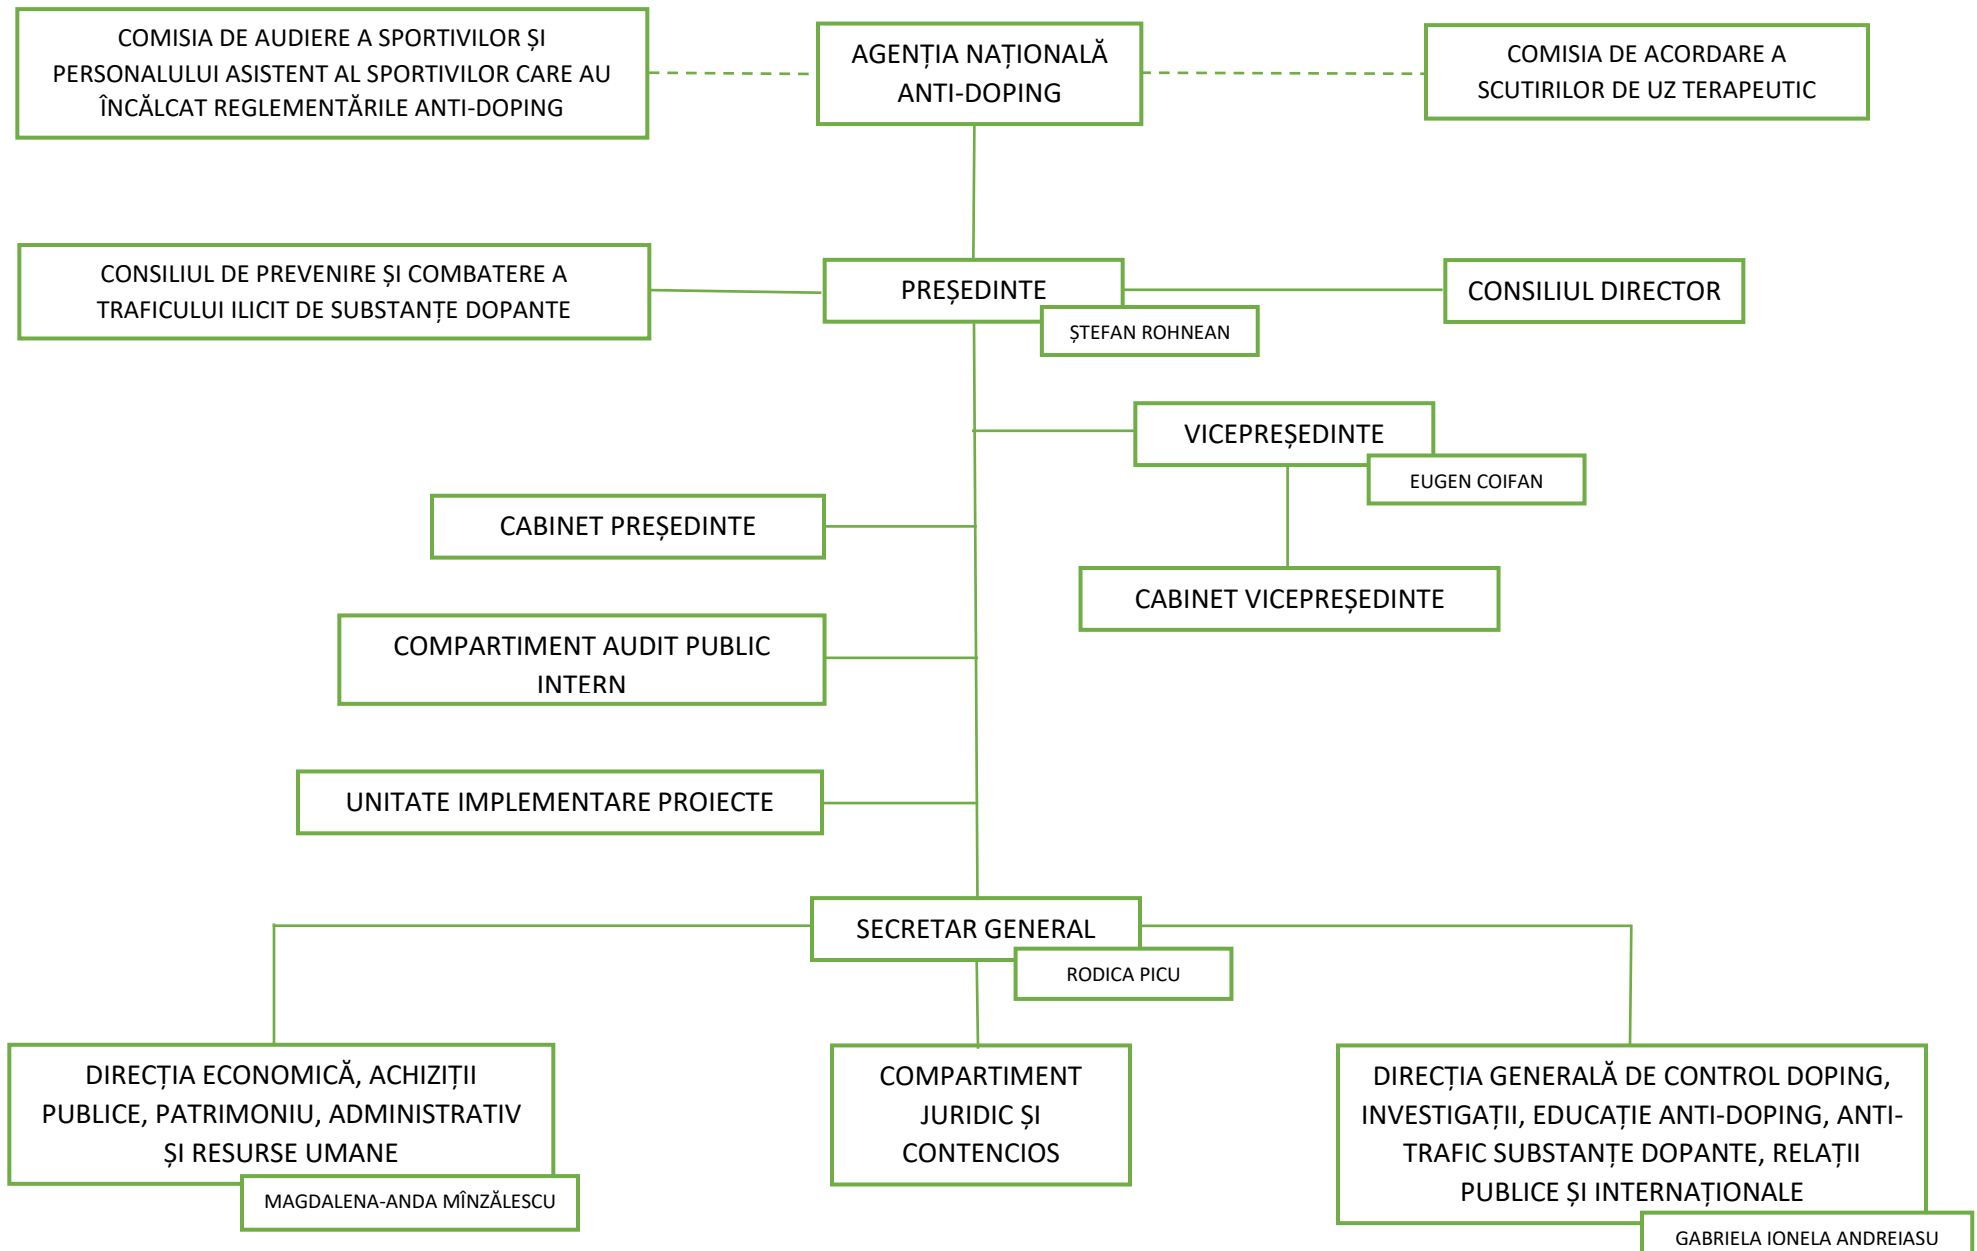 COMISIA DE AUDIERE A SPORTIVILOR ȘI
PERSONALULUI ASISTENT AL SPORTIVILOR CARE AU
ÎNCĂLCAT REGLEMENTĂRILE ANTI-DOPING
AGENȚIA NAȚIONALĂ
ANTI-DOPING
COMISIA DE ACORDARE A
SCUTIRILOR DE UZ TERAPEUTIC
CONSILIUL DE PREVENIRE ȘI COMBATERE A
TRAFICULUI ILICIT DE SUBSTANȚE DOPANTE
PREȘEDINTE
ȘTEFAN ROHNEAN
CONSILIUL DIRECTOR
VICEPREȘEDINTE
EUGEN COIFAN
CABINET PREȘEDINTE
CABINET VICEPREȘEDINTE
COMPARTIMENT AUDIT PUBLIC
INTERN
UNITATE IMPLEMENTARE PROIECTE
SECRETAR GENERAL
RODICA PICU
DIRECȚIA ECONOMICĂ, ACHIZIȚII
PUBLICE, PATRIMONIU, ADMINISTRATIV
ȘI RESURSE UMANE
MAGDALENA-ANDA MÎNZĂLESCU
COMPARTIMENT
JURIDIC ȘI
CONTENCIOS
DIRECȚIA GENERALĂ DE CONTROL DOPING,
INVESTIGAȚII, EDUCAȚIE ANTI-DOPING, ANTI-
TRAFIC SUBSTANȚE DOPANTE, RELAȚII
PUBLICE ȘI INTERNAȚIONALE
GABRIELA IONELA ANDREIASU